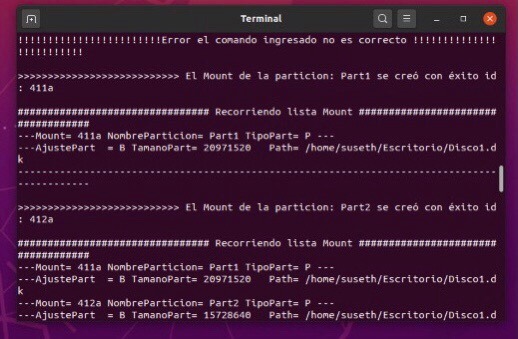 Terminal
!!!!!!!!!!!!!!!!!!!!!!!!Error el comando ingresado no es correcto !!!!!!!!!!!!!!
!!!!!!!!!!!
>>>>>>>>>>>>>>>>>>>>>>>>>>> El Mount de la particion: Part1 se creó con éxito id
: 411a
################################ Recorriendo lista Mount #######################
############
---Mount= 411a NombreParticion= Part1 TipoPart= P ---
---AjustePart  = B TamanoPart= 20971520   Path= /home/suseth/Escritorio/Disco1.d
k
--------------------------------------------------------------------------------
------------
>>>>>>>>>>>>>>>>>>>>>>>>>>> El Mount de la particion: Part2 se creó con éxito id
: 412a
################################ Recorriendo lista Mount #######################
############
---Mount= 411a NombreParticion= Part1 TipoPart= P ---
---AjustePart  = B TamanoPart= 20971520   Path= /home/suseth/Escritorio/Disco1.d
k
---Mount= 412a NombreParticion= Part2 TipoPart= P ---
---AjustePart  = B TamanoPart= 15728640   Path= /home/suseth/Escritorio/Disco1.d